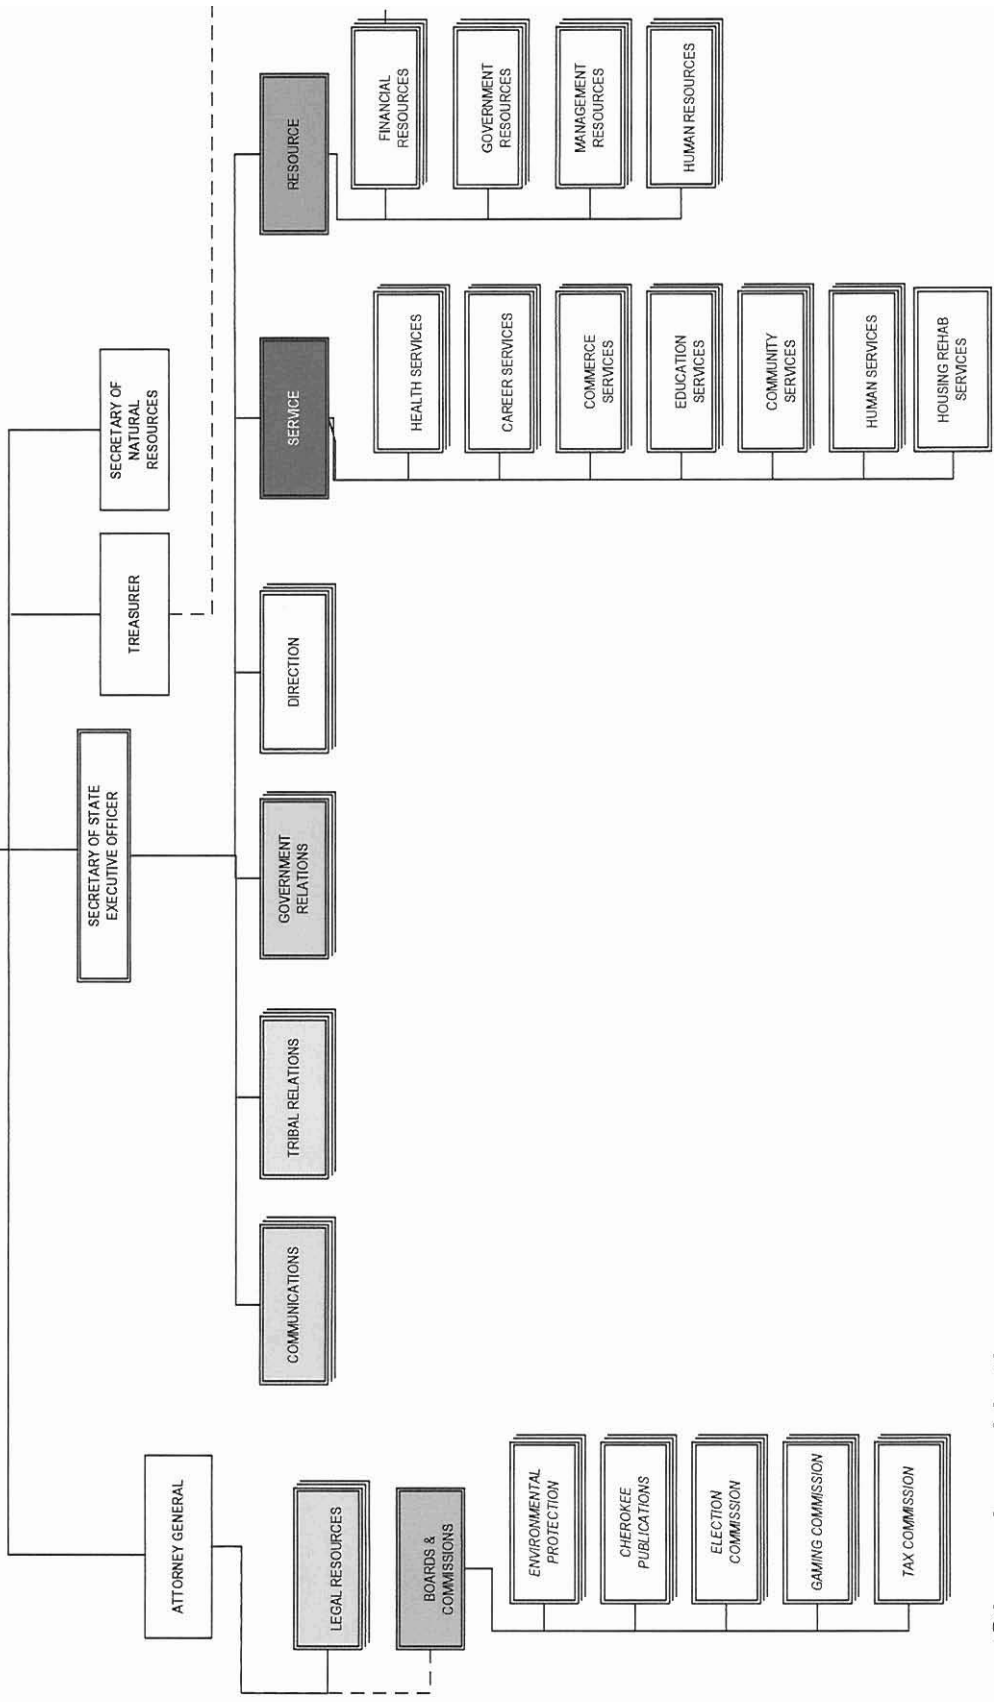 SECRETARY OF STATE
EXECUTIVE OFFICER
TREASURER
SECRETARY OF
NATURAL
RESOURCES
ATTORNEY GENERAL
LEGAL RESOURCES
BOARDS &
COMMISSIONS
ENVIRONMENTAL
PROTECTION
CHEROKEE
PUBLICATIONS
ELECTION
COMMISSION
GAMING COMMISSION
TAX COMMISSION
COMMUNICATIONS
TRIBAL RELATIONS
GOVERNMENT
RELATIONS
DIRECTION
SERVICE
HEALTH SERVICES
CAREER SERVICES
COMMERCE
SERVICES
EDUCATION
SERVICES
COMMUNITY
SERVICES
HUMAN SERVICES
HOUSING REHAB
SERVICES
RESOURCE
FINANCIAL
RESOURCES
GOVERNMENT
RESOURCES
MANAGEMENT
RESOURCES
HUMAN RESOURCES